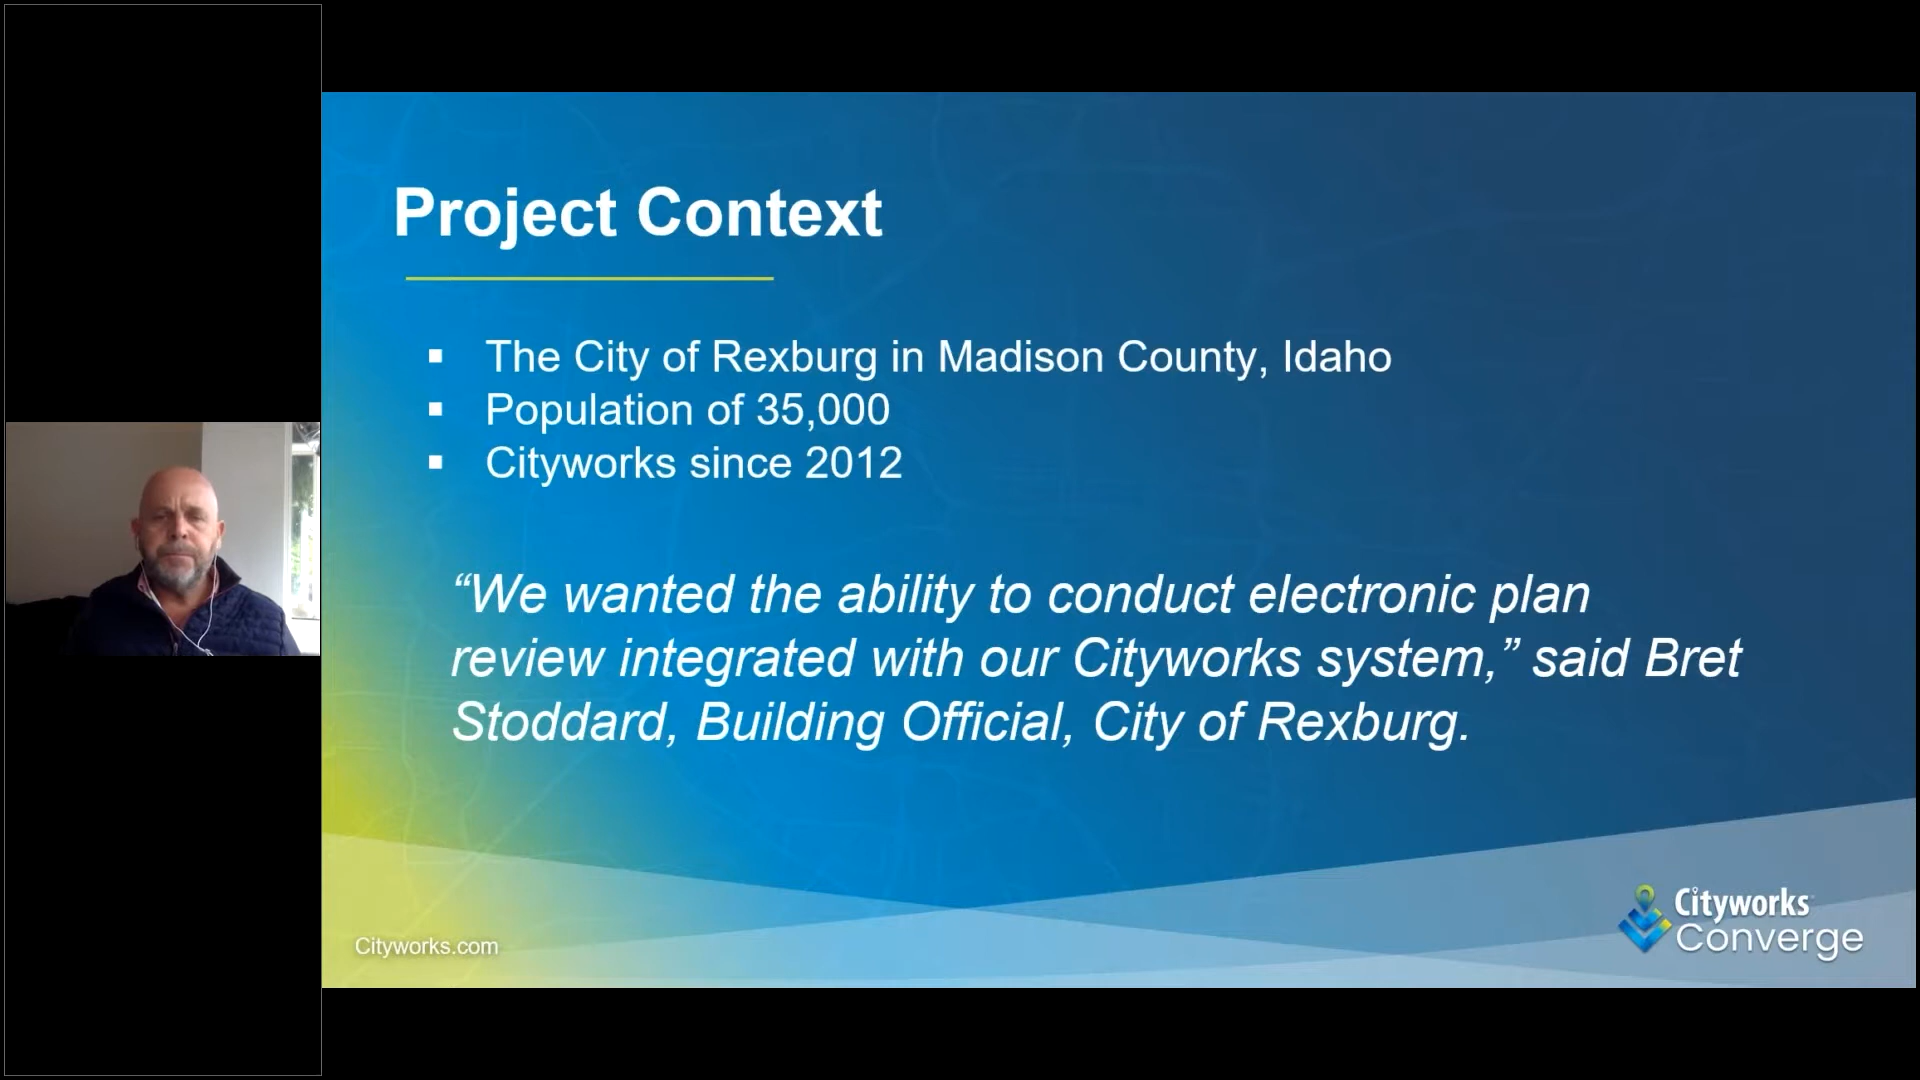 Project Context
▪ The City of Rexburg in Madison County, Idaho
▪ Population of 35,000
▪ Cityworks since 2012
“We wanted the ability to conduct electronic plan
review integrated with our Cityworks system,” said Bret
Stoddard, Building Official, City of Rexburg.
Cityworks.com
Cityworks
Converge